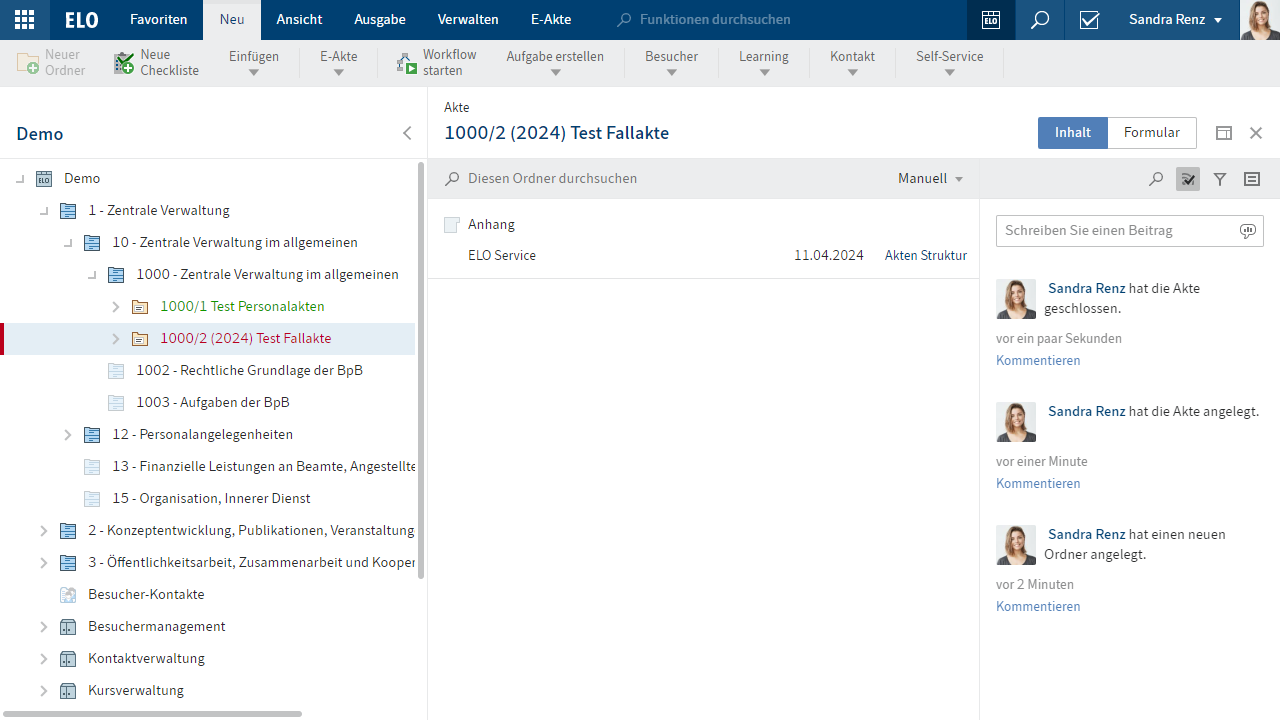 ELO
Favoriten
Neu
Ansicht
Ausgabe
Verwalten
E-Akte
Funktionen durchsuchen
ELO
Sandra Renz
Neuer
Ordner
Neue
Checkliste
Einfügen
E-Akte
Workflow
starten
Aufgabe erstellen
Besucher
Learning
Kontakt
Self-Service
Demo
ELO Demo
1 - Zentrale Verwaltung
10 - Zentrale Verwaltung im allgemeinen
1000 - Zentrale Verwaltung im allgemeinen
1000/1 Test Personalakten
1000/2 (2024) Test Fallakte
1002 - Rechtliche Grundlage der BpB
1003 - Aufgaben der BpB
12 - Personalangelegenheiten
13 - Finanzielle Leistungen an Beamte, Angestellte
15 - Organisation, Innerer Dienst
2 - Konzeptentwicklung, Publikationen, Veranstaltunge
3 - Öffentlichkeitsarbeit, Zusammenarbeit und Kooper
Besucher-Kontakte
Besuchermanagement
Kontaktverwaltung
Kursverwaltung
Akte
1000/2 (2024) Test Fallakte
Inhalt
Formular
Diesen Ordner durchsuchen
Manuell
Anhang
ELO Service 11.04.2024 Akten Struktur
Schreiben Sie einen Beitrag
Sandra Renz hat die Akte
geschlossen.
vor ein paar Sekunden
Kommentieren
Sandra Renz hat die Akte angelegt.
vor einer Minute
Kommentieren
Sandra Renz hat einen neuen
Ordner angelegt.
vor 2 Minuten
Kommentieren